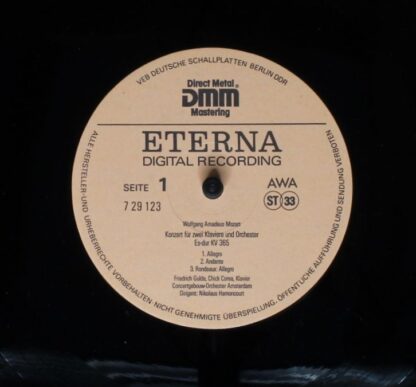 VEB DEUTSCHE SCHALLPLATTEN BERLIN DDR
Direct Metal
DMM
Mastering
ETERNA
DIGITAL RECORDING
SEITE 1
AWA
7 29 123
ST 33
Wolfgang Amadeus Mozart
Konzert für zwei Klaviere und Orchester
Es-dur KV 365
1. Allegro
2. Andante
3. Rondeaux: Allegro
Friedrich Gulda, Chick Corea, Klavier
Concertgebouw-Orchester Amsterdam
Dirigent: Nikolaus Harnoncourt
ALLE HERSTELLER- UND URHEBERRECHTE VORBEHALTEN · NICHT GENEHMIGTE ÜBERSPIELUNG, ÖFFENTLICHE AUFFÜHRUNG UND SENDUNG VERBOTEN